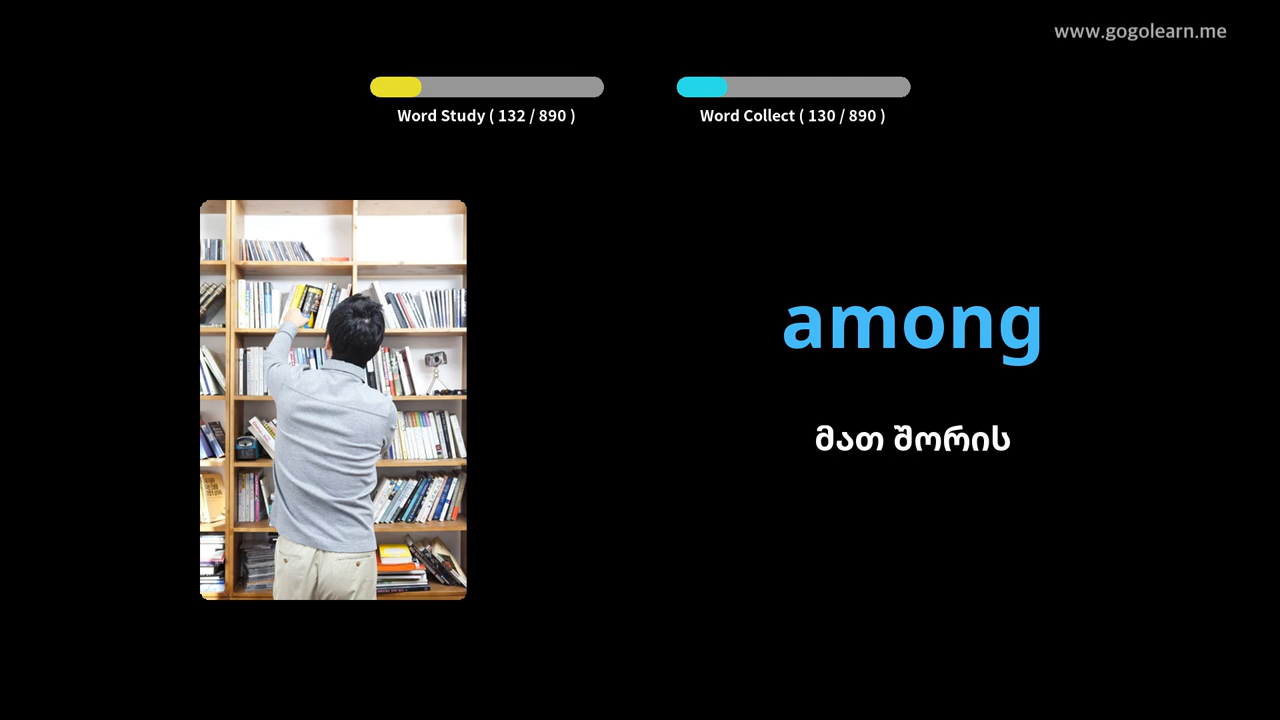 www.gogolearn.me
Word Study ( 132 / 890 )
Word Collect ( 130 / 890 )
among
მათ შორის